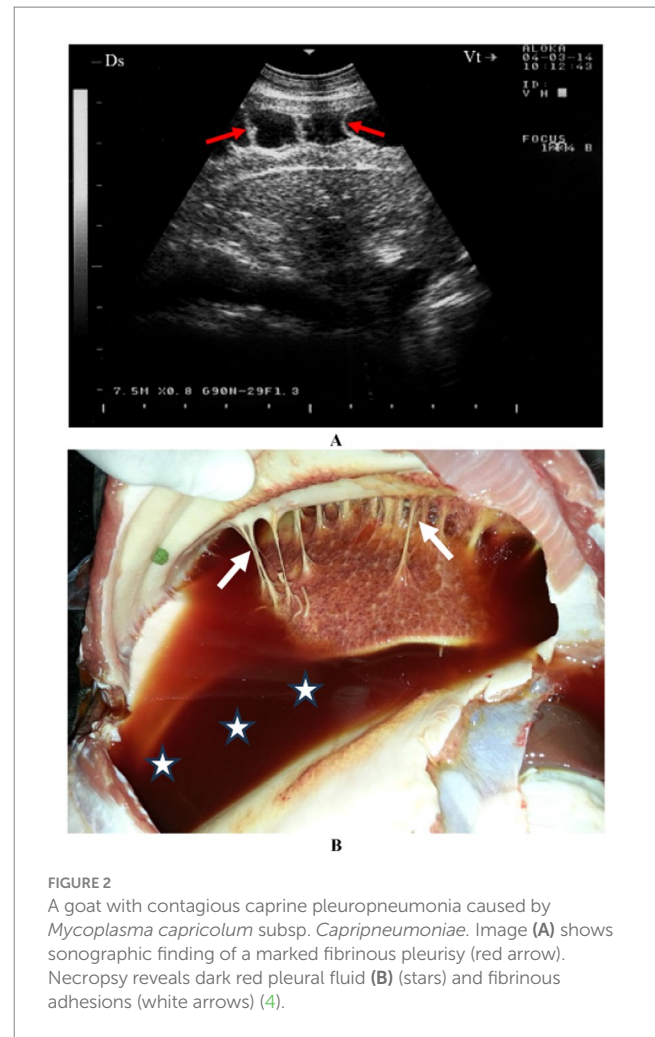 Ds
Vt
ALOKA
04-03-14
10:12:43
ID:
V H
FOCUS
7.5M X0.8 G90N-29F1.3
A
B
FIGURE 2
A goat with contagious caprine pleuropneumonia caused by
Mycoplasma capricolum subsp. Capripneumoniae. Image (A) shows
sonographic finding of a marked fibrinous pleurisy (red arrow).
Necropsy reveals dark red pleural fluid (B) (stars) and fibrinous
adhesions (white arrows) (4).